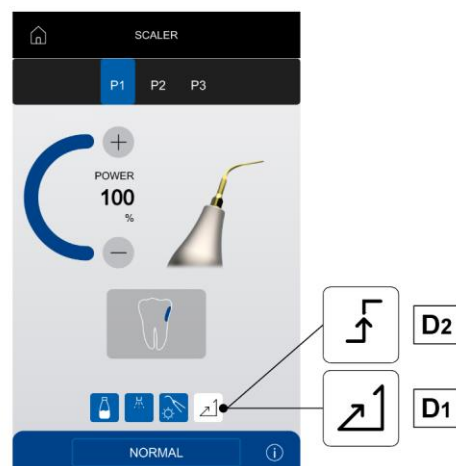 SCALER
P1 P2 P3
POWER
100
%
D2
D1
NORMAL
i